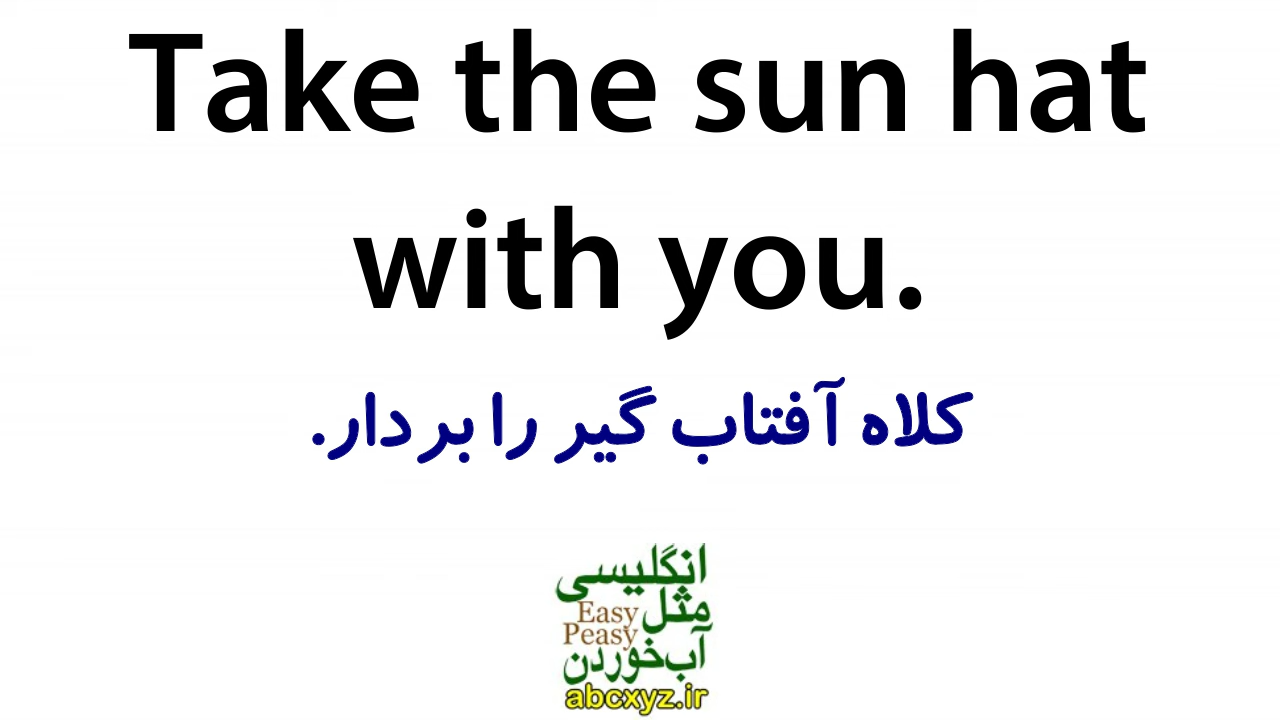 Take the sun hat
with you.
کلاه آفتاب گیر را بردار.
انگلیسی
مثل
Easy
Peasy
آب‌خوردن
abcxyz.ir